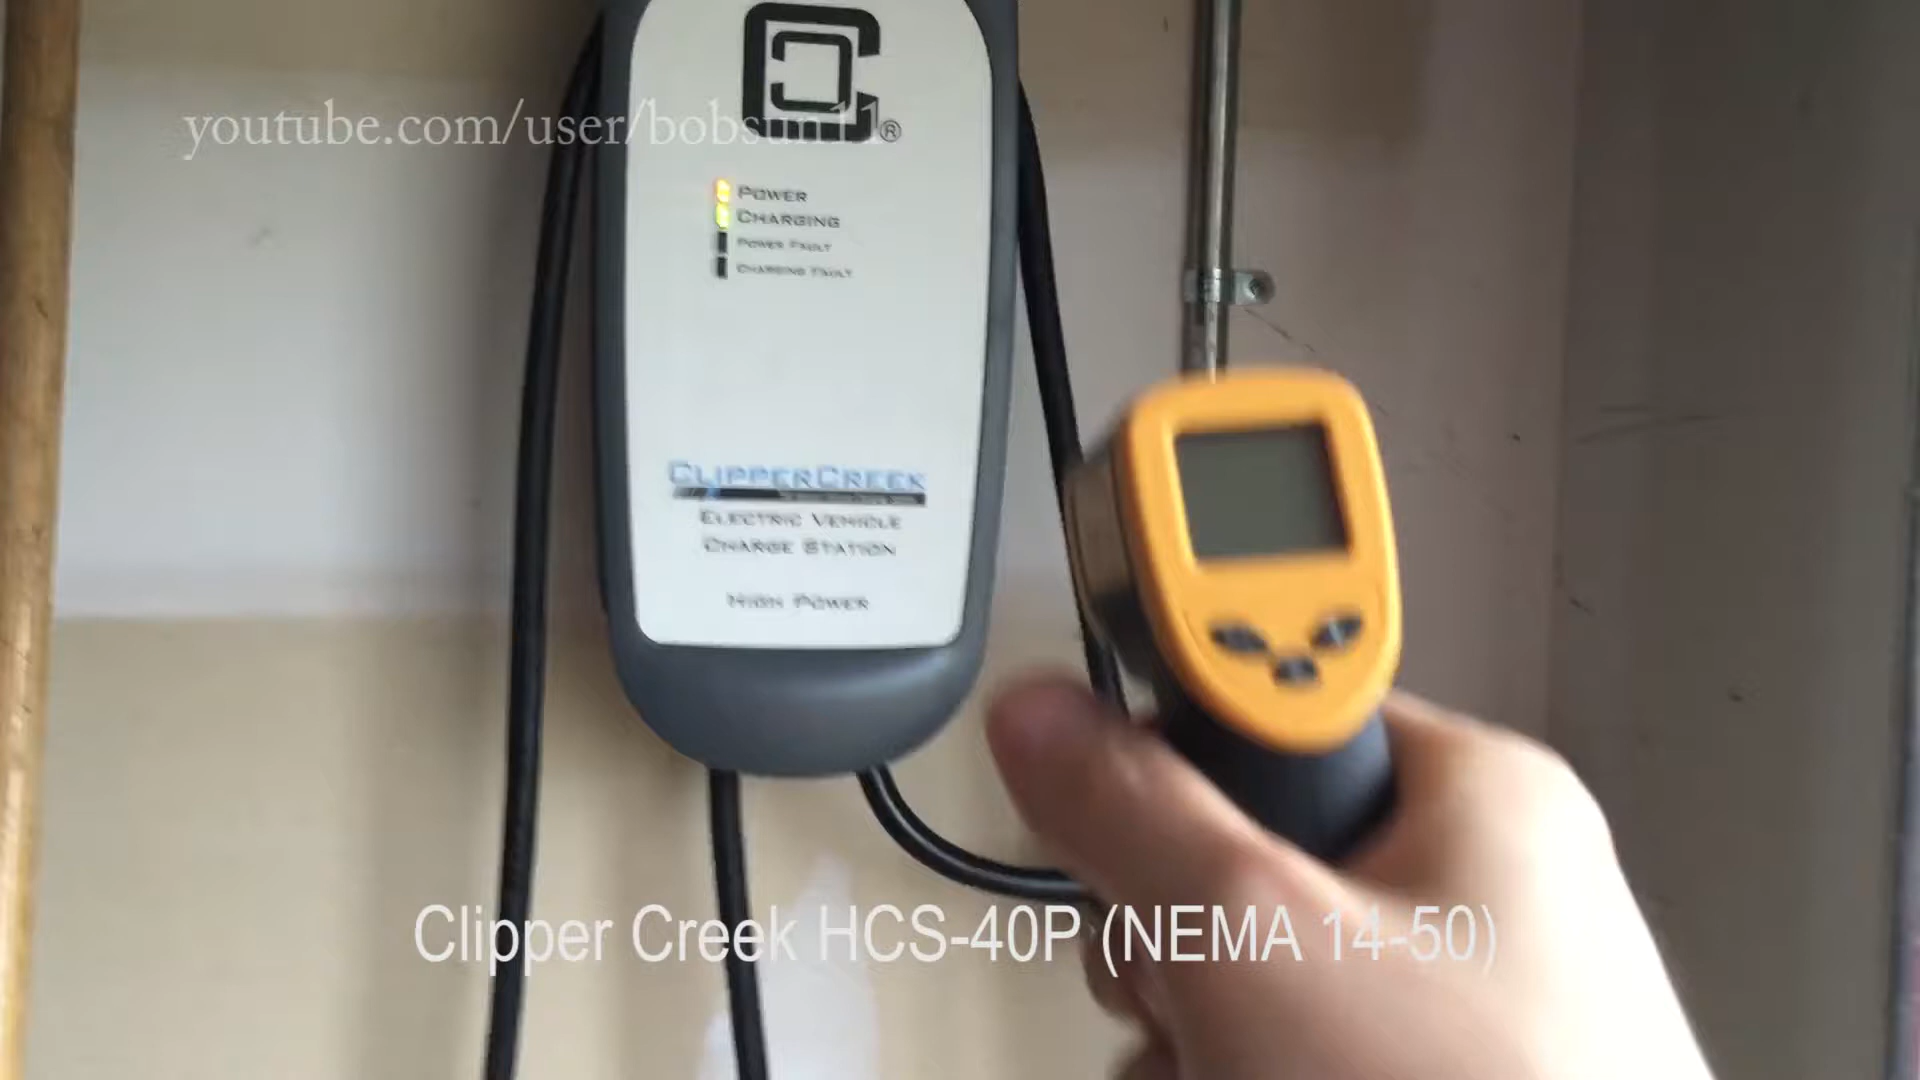 youtube.com/user/bobsun11
®
POWER
CHARGING
POWER FAULT
CHARGING FAULT
CLIPPERCREEK
ELECTRIC VEHICLE
CHARGE STATION
HIGH POWER
Clipper Creek HCS-40P (NEMA 14-50)